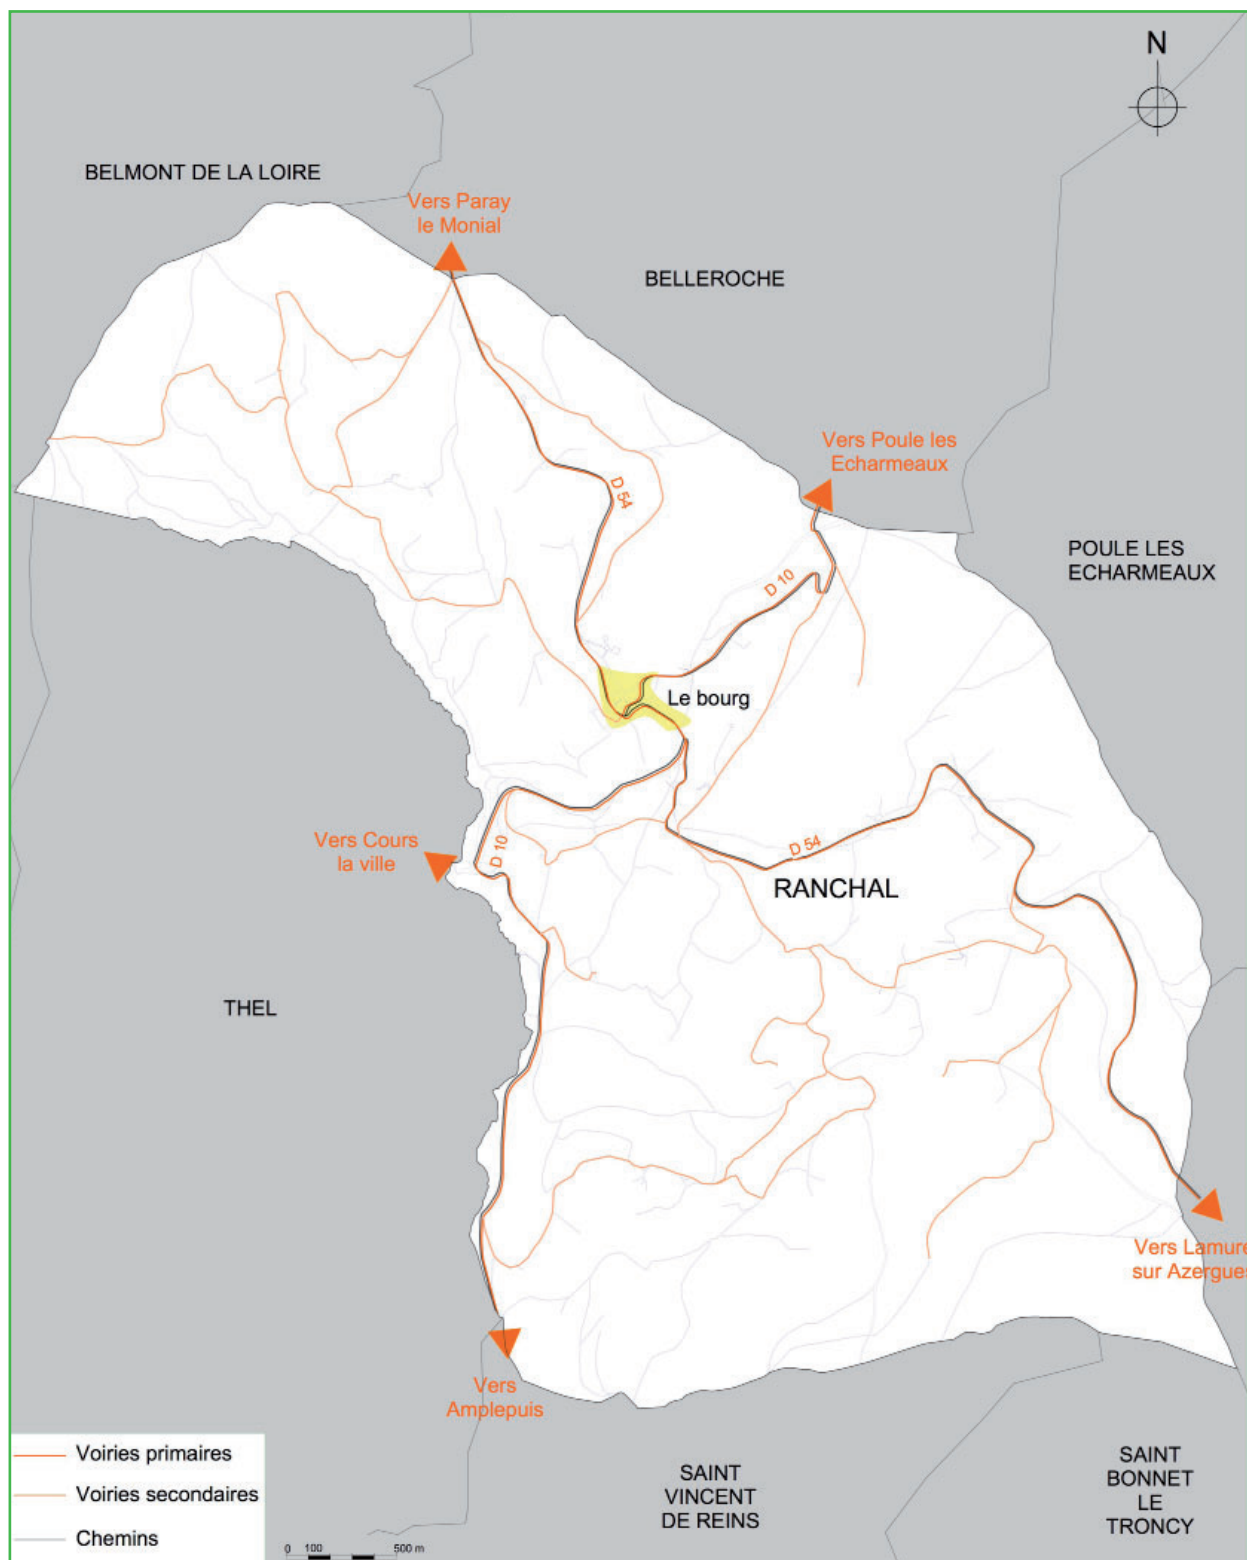 N
BELMONT DE LA LOIRE
Vers Paray
le Monial
BELLEROCHE
Vers Poule les
Echarmeaux
D 54
POULE LES
ECHARMEAUX
D 10
Le bourg
Vers Cours
la ville
D 10
D 54
RANCHAL
THEL
Vers Lamure
sur Azergues
Vers
Amplepuis
Voiries primaires
Voiries secondaires
Chemins
SAINT
VINCENT
DE REINS
SAINT
BONNET
LE
TRONCY
0 100 500 m